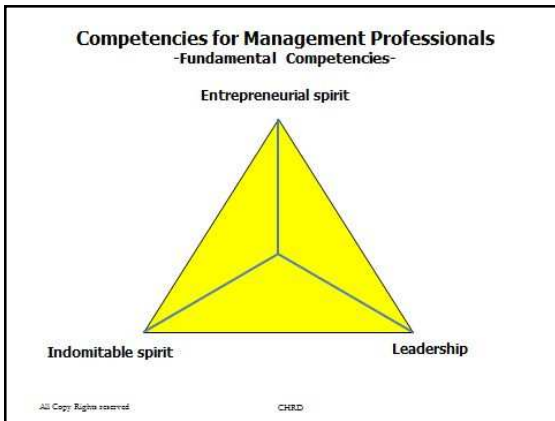 Competencies for Management Professionals
-Fundamental Competencies-
Entrepreneurial spirit
Indomitable spirit
Leadership
All Copy Rights reserved
CHRD